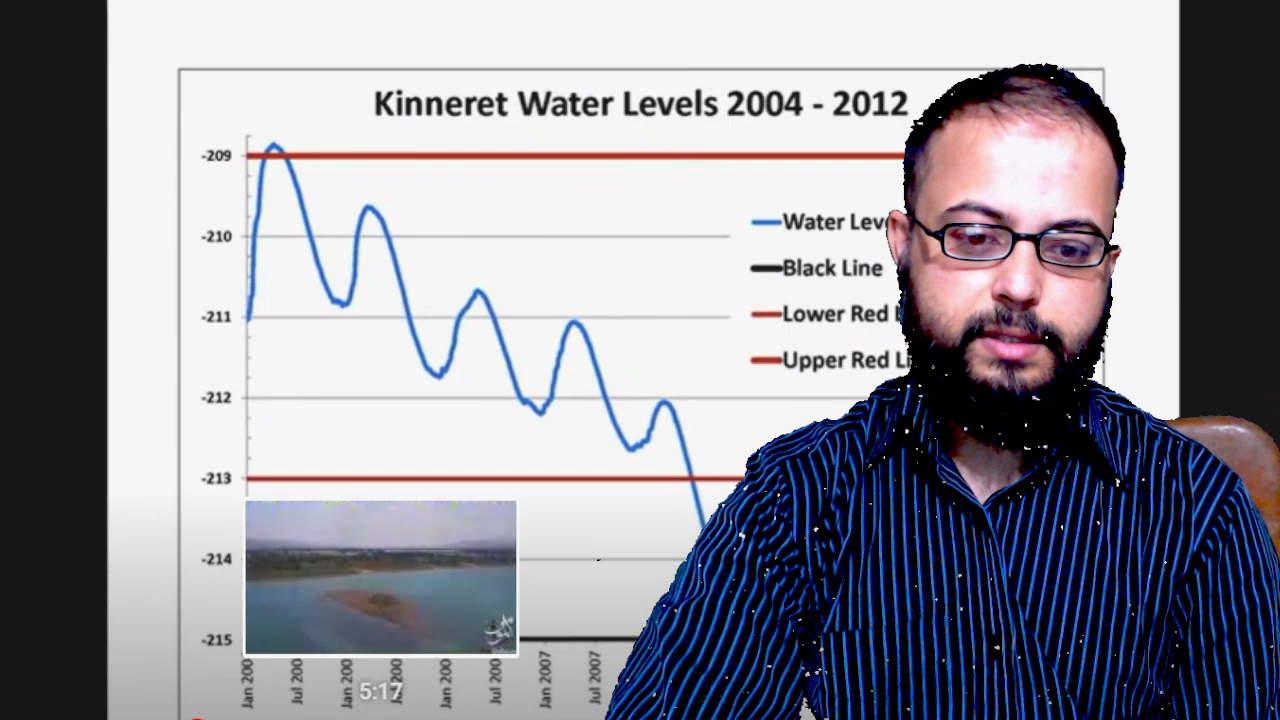 Kinneret Water Levels 2004 - 2012
-209
-210
-211
-212
-213
-214
-215
Water Lev
Black Line
Lower Red
Upper Red Li
Jan 200
Jul 200
Jan 200
Jul 200
Jan 200
Jul 200
Jan 2007
Jul 2007
5:17